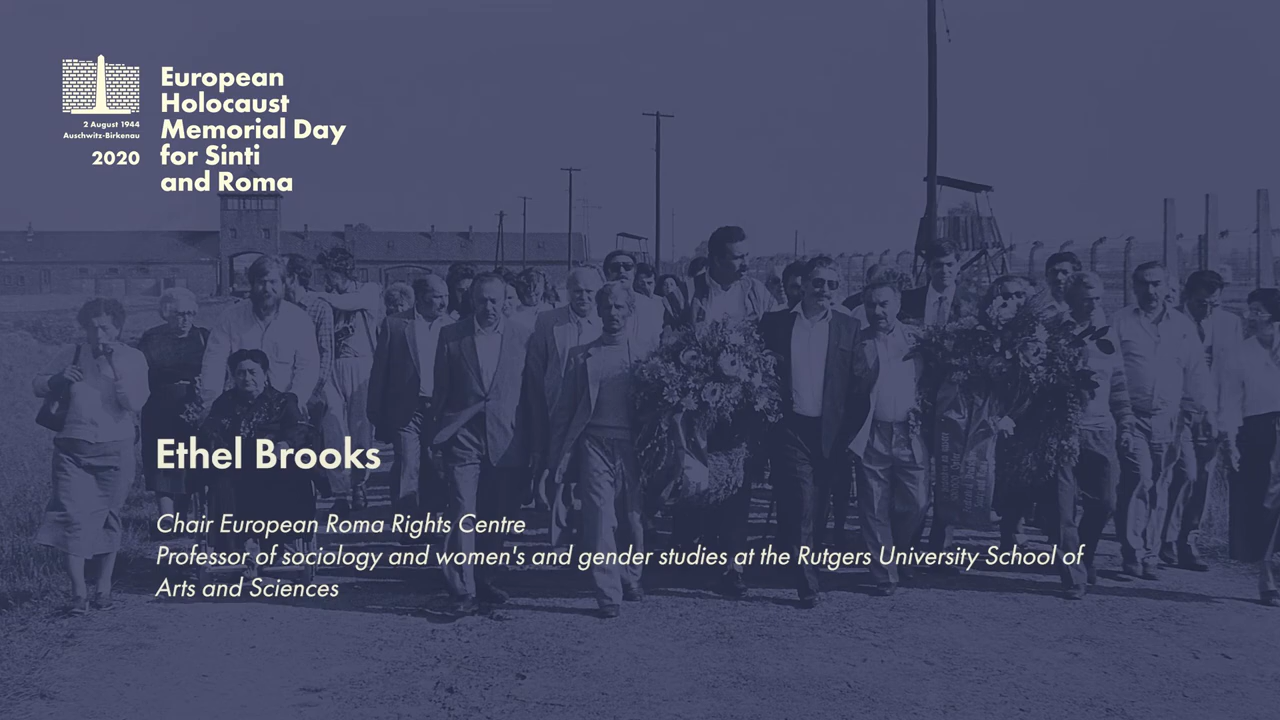 2 August 1944
Auschwitz-Birkenau
2020
European
Holocaust
Memorial Day
for Sinti
and Roma
Ethel Brooks
Chair European Roma Rights Centre
Professor of sociology and women's and gender studies at the Rutgers University School of
Arts and Sciences